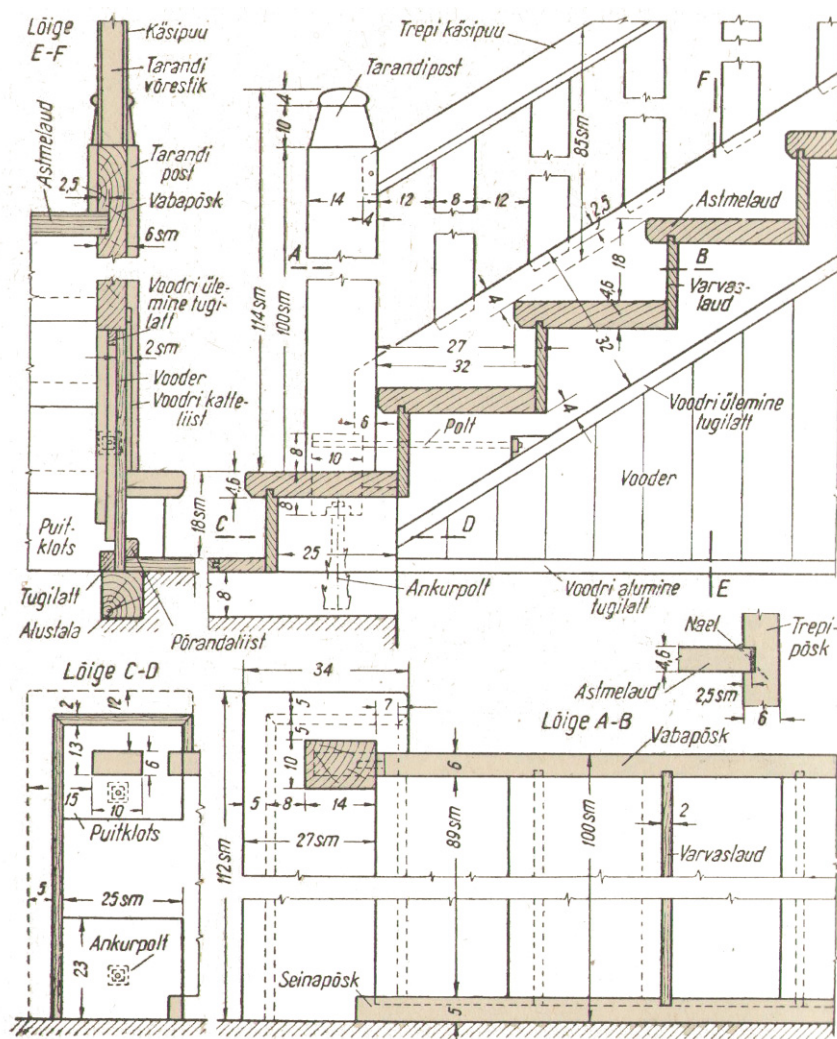 Lõige
E-F
Käsipuu
Tarandi
võrestik
Astmelaud
Tarandi
post
2,5
Vabapõsk
6sm
Voodri üle-
mine tugi-
latt
2sm
Vooder
Voodri katte-
liist
Puit-
klots
Tugilatt
Alustala
Põrandaliist
18sm
4,6
8
C
Trepi käsipuu
Tarandipost
4
10
14
12
8
12
4
A
114sm
100sm
85sm
F
2,5
Astmelaud
18
B
4,6
Varvas-
laud
A
27
32
32
A
Voodri ülemine
tugilatt
6
Polt
8
10
8
Vooder
D
25
Ankurpolt
Voodri alumine
tugilatt
E
Nael
Trepi-
põsk
4,6
Astmelaud
2,5sm
6
Lõige C-D
2
12
13
6
15
10
Puitklots
5
25sm
Ankurpolt
23
34
5
7
5
10
5
8
14
27sm
112sm
Lõige A-B
Vabapõsk
6
89sm
100sm
2
Varvaslaud
Seinapõsk
5